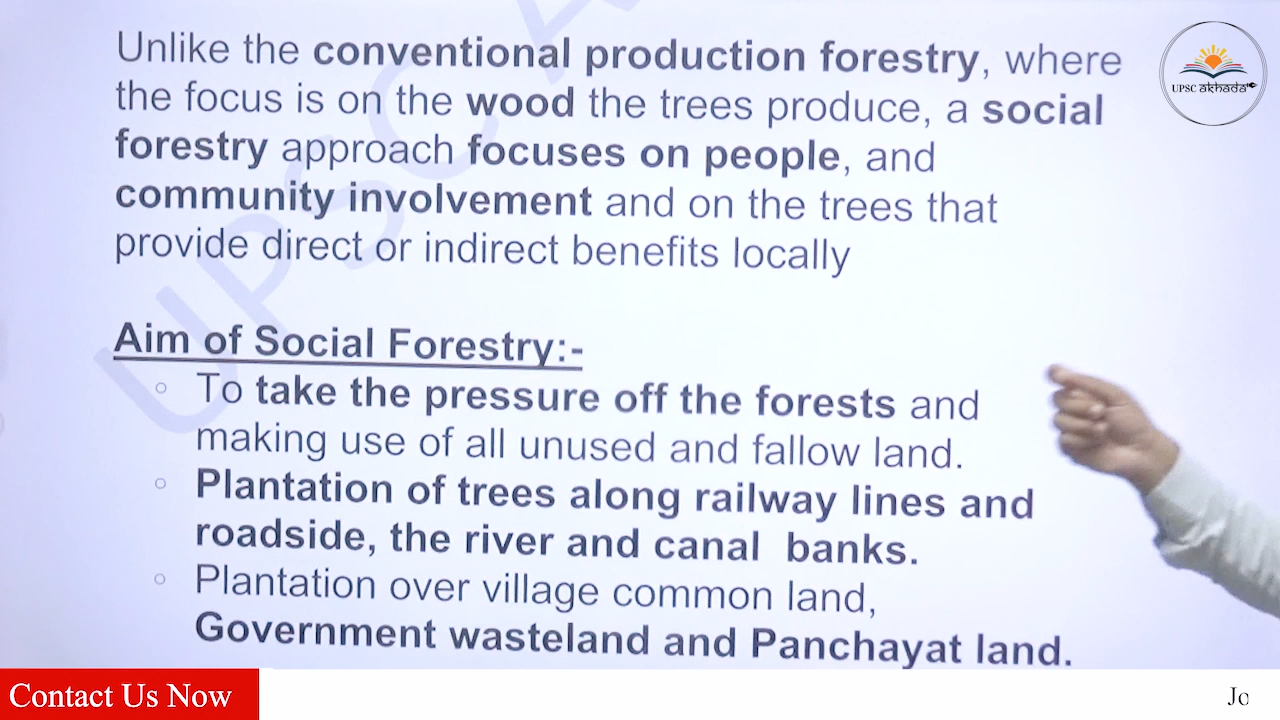 Unlike the conventional production forestry, where
the focus is on the wood the trees produce, a social
forestry approach focuses on people, and
community involvement and on the trees that
provide direct or indirect benefits locally
Aim of Social Forestry:-
To take the pressure off the forests and
making use of all unused and fallow land.
Plantation of trees along railway lines and
roadside, the river and canal banks.
Plantation over village common land,
Government wasteland and Panchayat land.
UPSC akhada
UPSC A
Contact Us Now
Jo